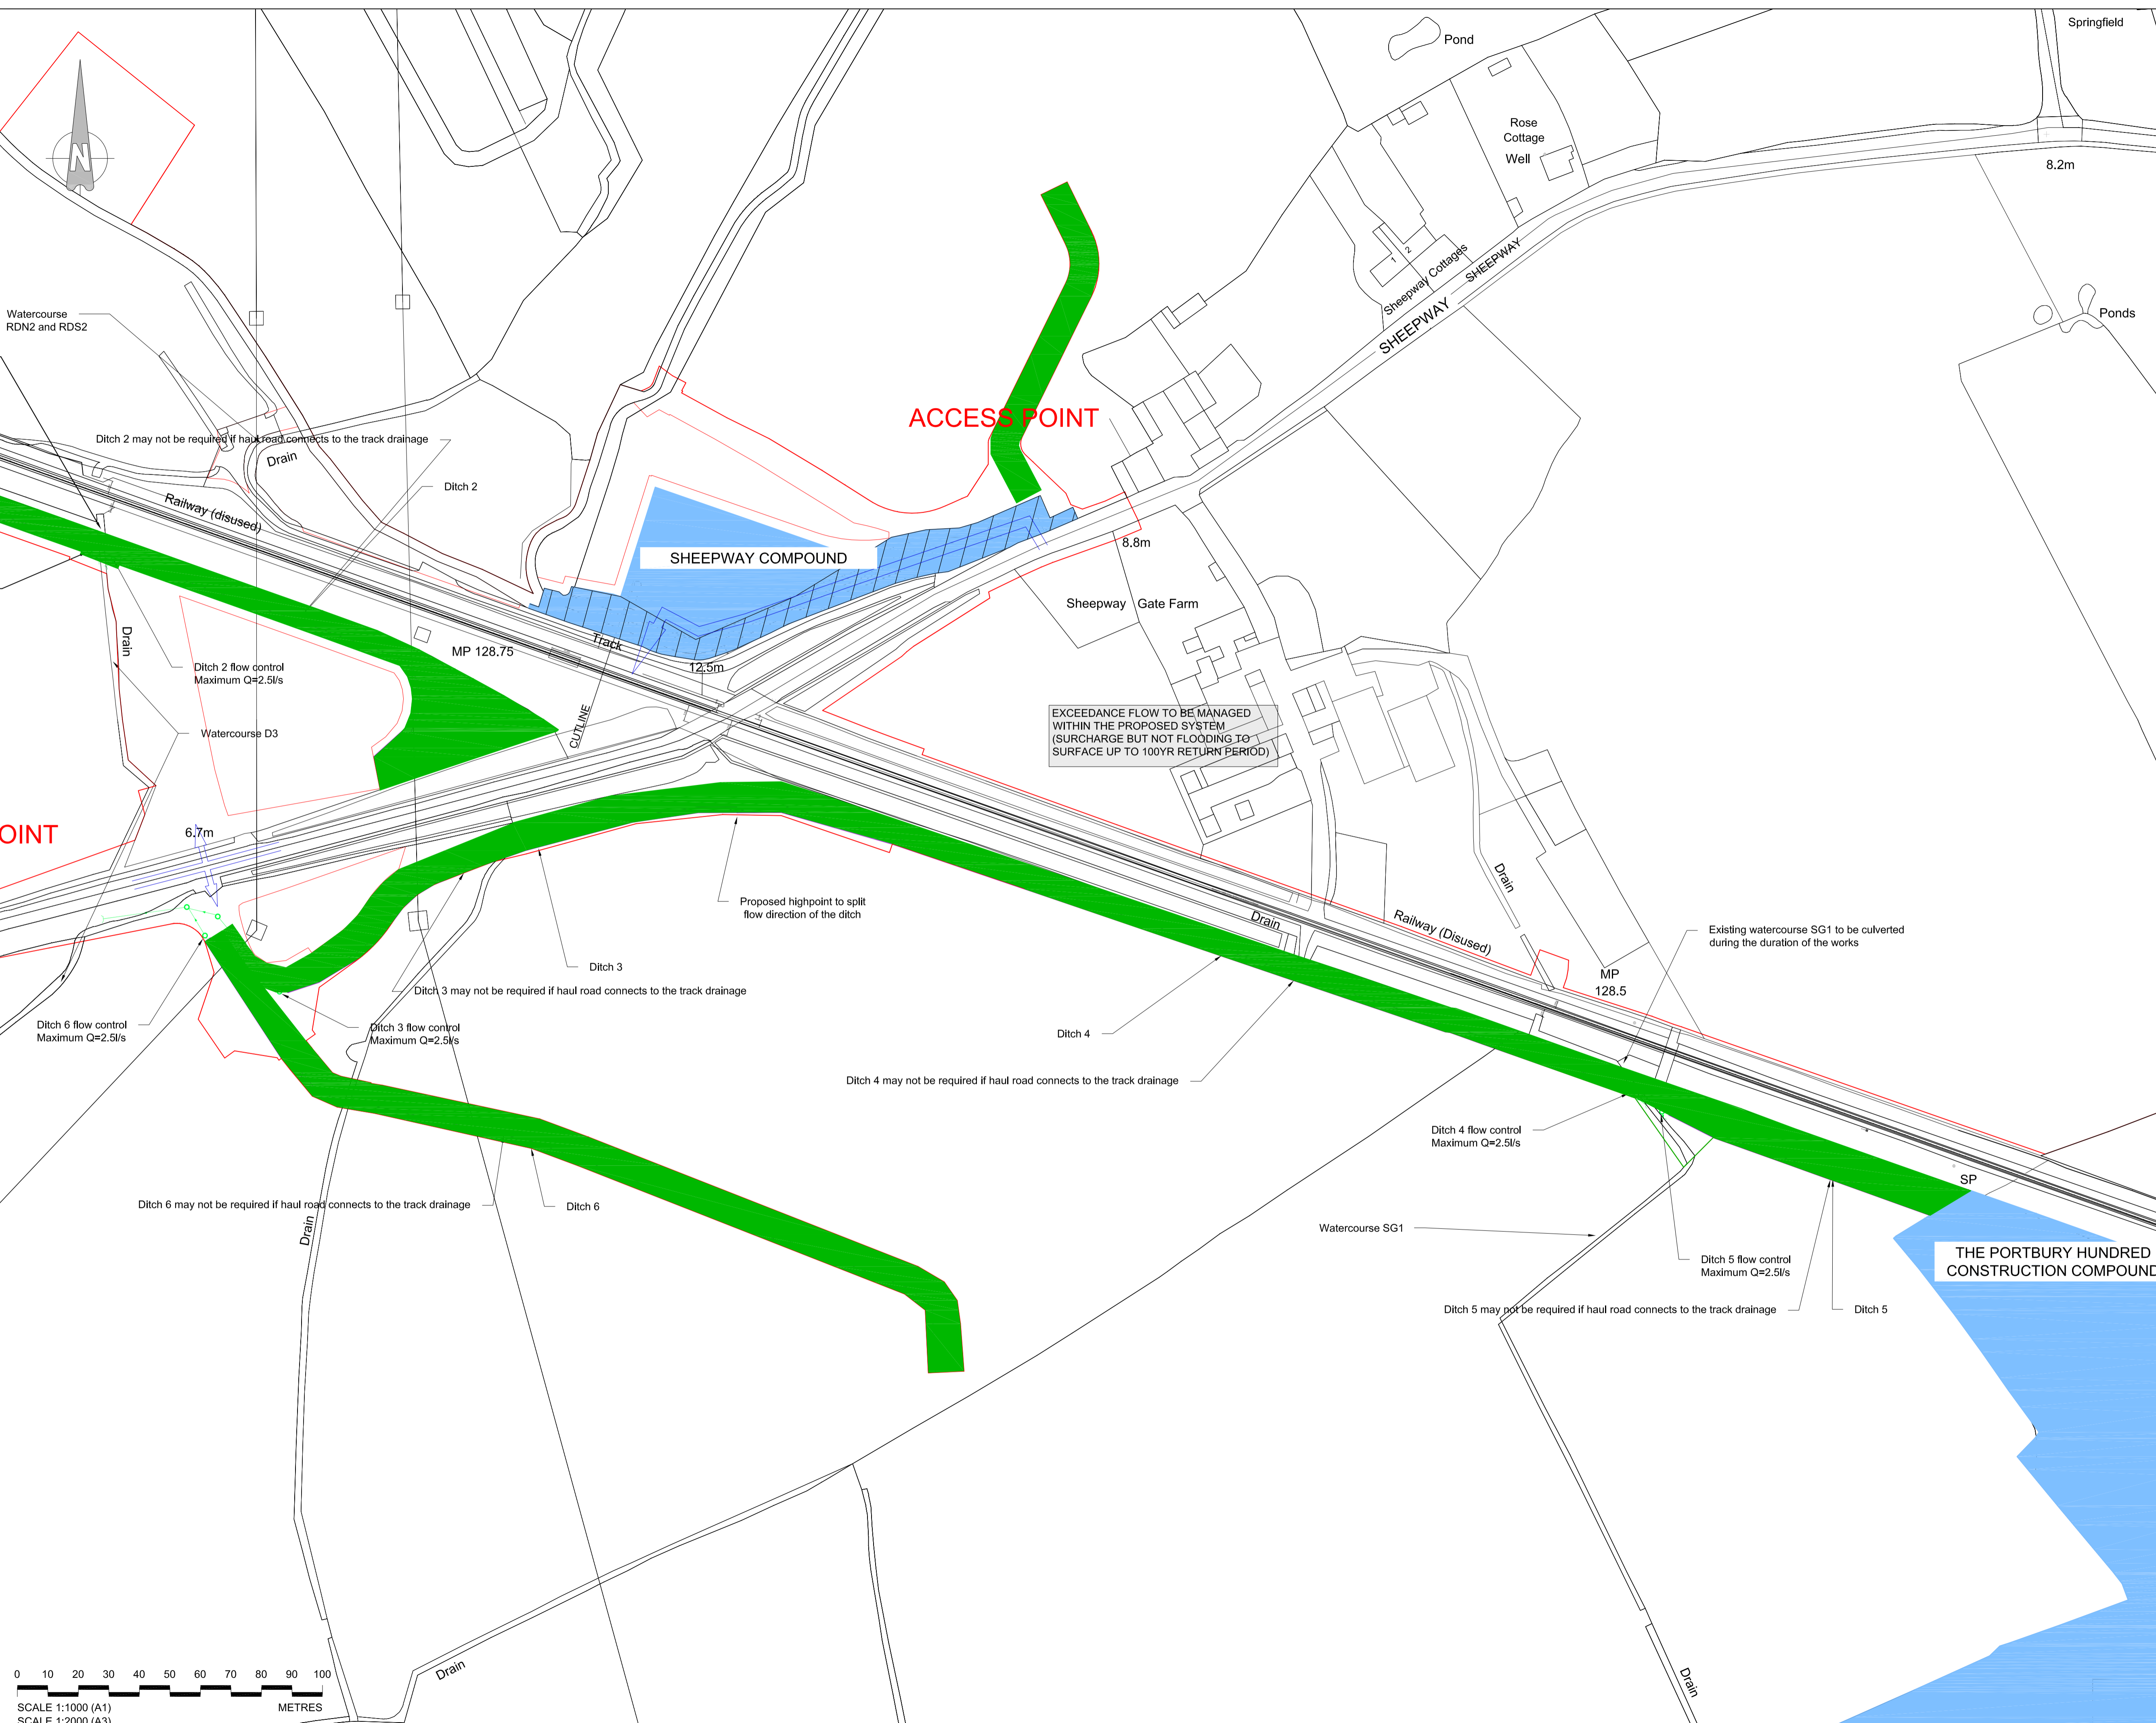 Springfield
Pond
N
Rose
Cottage
Well
8.2m
1
2
Sheepway Cottages
SHEEPWAY
SHEEPWAY
Watercourse
RDN2 and RDS2
Ponds
ACCESS POINT
Ditch 2 may not be required if haul road connects to the track drainage
Drain
Ditch 2
Railway (disused)
SHEEPWAY COMPOUND
8.8m
Sheepway Gate Farm
Drain
Track
MP 128.75
12.5m
Ditch 2 flow control
Maximum Q=2.5l/s
CUTLINE
Watercourse D3
EXCEEDANCE FLOW TO BE MANAGED
WITHIN THE PROPOSED SYSTEM
(SURCHARGE BUT NOT FLOODING TO
SURFACE UP TO 100YR RETURN PERIOD)
OINT
6.7m
Drain
Proposed highpoint to split
flow direction of the ditch
Drain
Railway (Disused)
Existing watercourse SG1 to be culverted
during the duration of the works
Ditch 3
MP
128.5
Ditch 3 may not be required if haul road connects to the track drainage
Ditch 6 flow control
Maximum Q=2.5l/s
Ditch 3 flow control
Maximum Q=2.5l/s
Ditch 4
Ditch 4 may not be required if haul road connects to the track drainage
Ditch 4 flow control
Maximum Q=2.5l/s
SP
Ditch 6 may not be required if haul road connects to the track drainage
Ditch 6
Drain
Watercourse SG1
THE PORTBURY HUNDRED
CONSTRUCTION COMPOUND
Ditch 5 flow control
Maximum Q=2.5l/s
Ditch 5 may not be required if haul road connects to the track drainage
Ditch 5
Drain
Drain
0 10 20 30 40 50 60 70 80 90 100
SCALE 1:1000 (A1)
METRES
SCALE 1:2000 (A3)